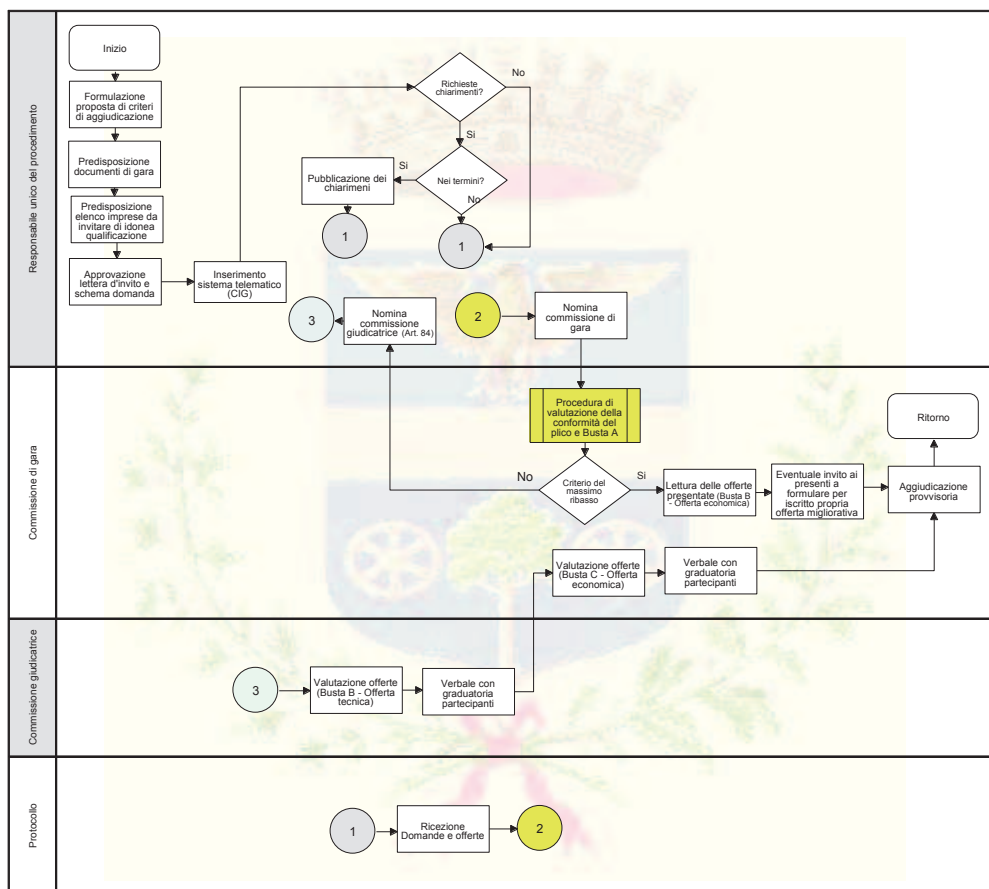 Responsabile unico del procedimento
Inizio
Formulazione
proposta di criteri
di aggiudicazione
Predisposizione
documenti di gara
Predisposizione
elenco imprese da
invitare di idonea
qualificazione
Approvazione
lettera d'invito e
schema domanda
Inserimento
sistema telematico
(CIG)
Richieste
chiarimenti?
No
Si
Nei termini?
Si
No
Pubblicazione dei
chiarimeni
1
1
3
Nomina
commissione
giudicatrice (Art. 84)
2
Nomina
commissione di
gara
Commissione di gara
Procedura di
valutazione della
conformità del
plico e Busta A
Criterio del
massimo
ribasso
No
Si
Lettura delle offerte
presentate (Busta B
- Offerta economica)
Eventuale invito ai
presenti a
formulare per
iscritto propria
offerta migliorativa
Aggiudicazione
provvisoria
Ritorno
Valutazione offerte
(Busta C - Offerta
economica)
Verbale con
graduatoria
partecipanti
Commissione giudicatrice
3
Valutazione offerte
(Busta B - Offerta
tecnica)
Verbale con
graduatoria
partecipanti
Protocollo
1
Ricezione
Domande e offerte
2